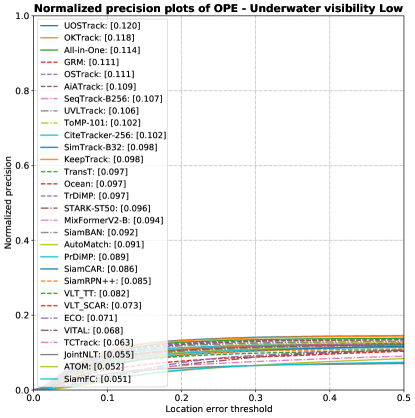 Normalized precision plots of OPE - Underwater visibility Low
1.0
0.8
0.6
0.4
0.2
0.0
Normalized precision
UOSTrack: [0.120]
OKTrack: [0.118]
All-in-One: [0.114]
GRM: [0.111]
OSTrack: [0.111]
AiATrack: [0.109]
SeqTrack-B256: [0.107]
UVLTrack: [0.106]
ToMP-101: [0.102]
CiteTracker-256: [0.102]
SimTrack-B32: [0.098]
KeepTrack: [0.098]
TransT: [0.097]
Ocean: [0.097]
TrDiMP: [0.097]
STARK-ST50: [0.096]
MixFormerV2-B: [0.094]
SiamBAN: [0.092]
AutoMatch: [0.091]
PrDiMP: [0.089]
SiamCAR: [0.086]
SiamRPN++: [0.085]
VLT_TT: [0.082]
VLT_SCAR: [0.073]
ECO: [0.071]
VITAL: [0.068]
TCTrack: [0.063]
JointNLT: [0.055]
ATOM: [0.052]
SiamFC: [0.051]
0.0 0.1 0.2 0.3 0.4 0.5
Location error threshold